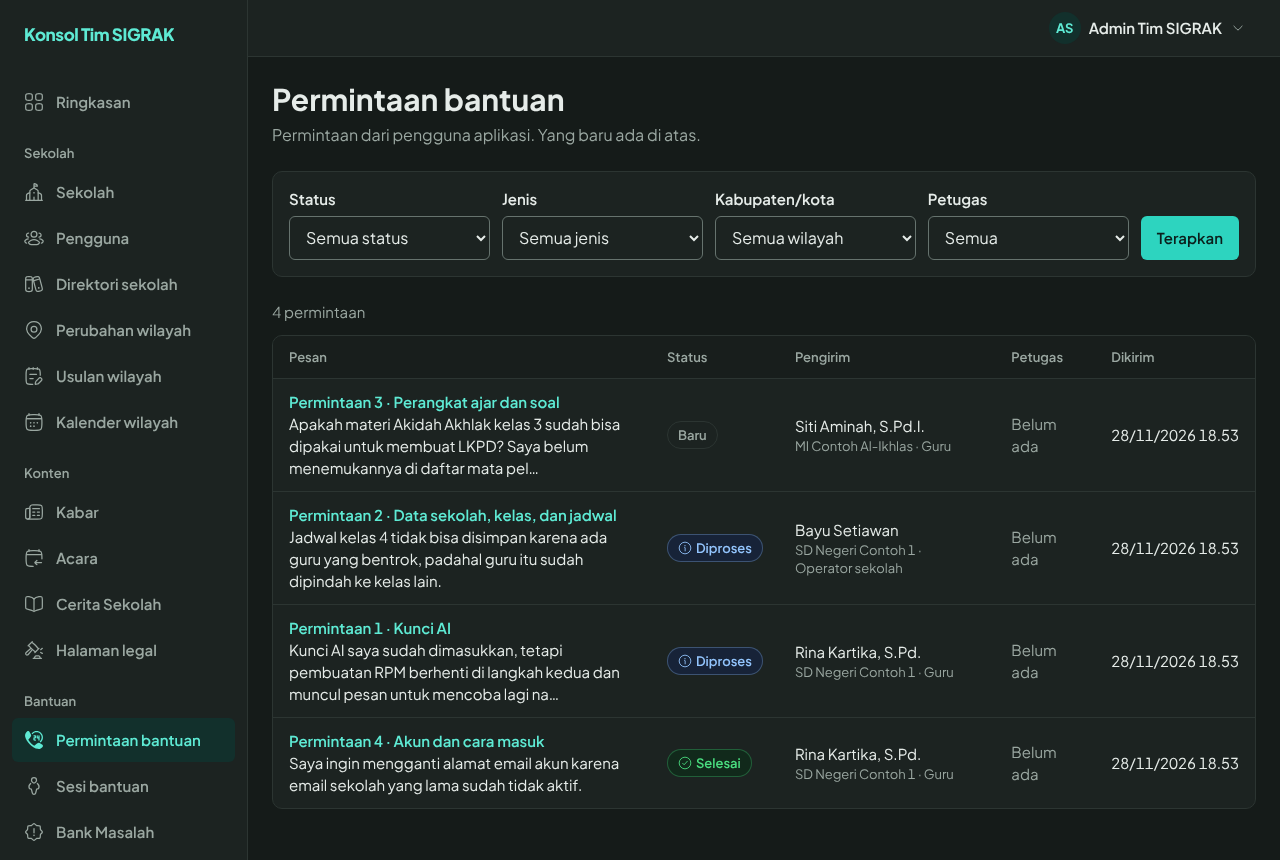 Konsol Tim SIGRAK
AS Admin Tim SIGRAK
Ringkasan
Sekolah
Sekolah
Pengguna
Direktori sekolah
Perubahan wilayah
Usulan wilayah
Kalender wilayah
Konten
Kabar
Acara
Cerita Sekolah
Halaman legal
Bantuan
Permintaan bantuan
Sesi bantuan
Bank Masalah
Permintaan bantuan
Permintaan dari pengguna aplikasi. Yang baru ada di atas.
Status Jenis Kabupaten/kota Petugas
Semua status Semua jenis Semua wilayah Semua Terapkan
4 permintaan
Pesan Status Pengirim Petugas Dikirim
Permintaan 3 · Perangkat ajar dan soal
Apakah materi Akidah Akhlak kelas 3 sudah bisa
dipakai untuk membuat LKPD? Saya belum
menemukannya di daftar mata pel…
Baru
Siti Aminah, S.Pd.I.
MI Contoh Al-Ikhlas · Guru
Belum
ada
28/11/2026 18.53
Permintaan 2 · Data sekolah, kelas, dan jadwal
Jadwal kelas 4 tidak bisa disimpan karena ada
guru yang bentrok, padahal guru itu sudah
dipindah ke kelas lain.
Diproses
Bayu Setiawan
SD Negeri Contoh 1 ·
Operator sekolah
Belum
ada
28/11/2026 18.53
Permintaan 1 · Kunci AI
Kunci AI saya sudah dimasukkan, tetapi
pembuatan RPM berhenti di langkah kedua dan
muncul pesan untuk mencoba lagi na…
Diproses
Rina Kartika, S.Pd.
SD Negeri Contoh 1 · Guru
Belum
ada
28/11/2026 18.53
Permintaan 4 · Akun dan cara masuk
Saya ingin mengganti alamat email akun karena
email sekolah yang lama sudah tidak aktif.
Selesai
Rina Kartika, S.Pd.
SD Negeri Contoh 1 · Guru
Belum
ada
28/11/2026 18.53